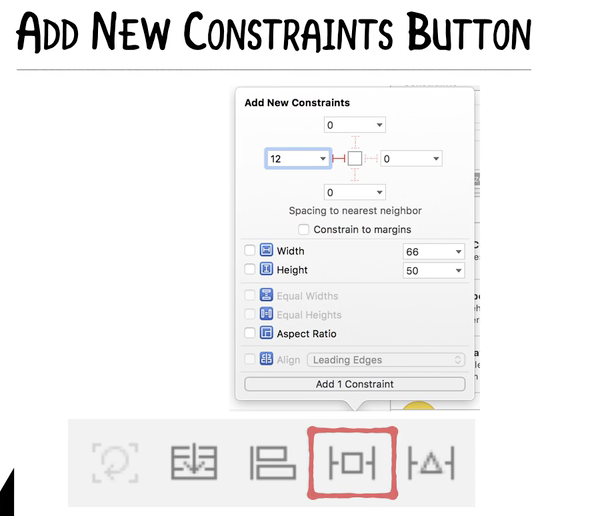 ADD NEW CONSTRAINTS BUTTON
Add New Constraints
0
12
0
0
Spacing to nearest neighbor
Constrain to margins
Width 66
Height 50
Equal Widths
Equal Heights
Aspect Ratio
Align Leading Edges
Add 1 Constraint